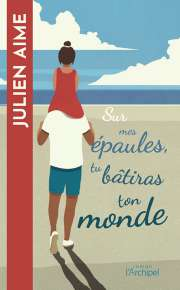 JULIEN AIME
Sur
mes
épaules,
tu
bâtiras
ton
monde
l'Archipel